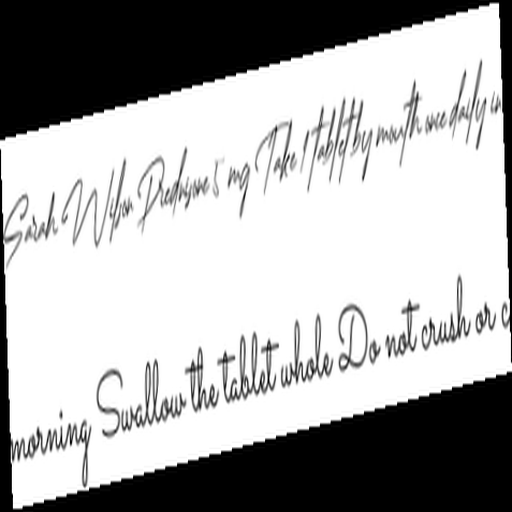 Sarah Wilson Prednisone 5 mg Take 1 tablet by mouth once daily in
morning Swallow the tablet whole Do not crush or